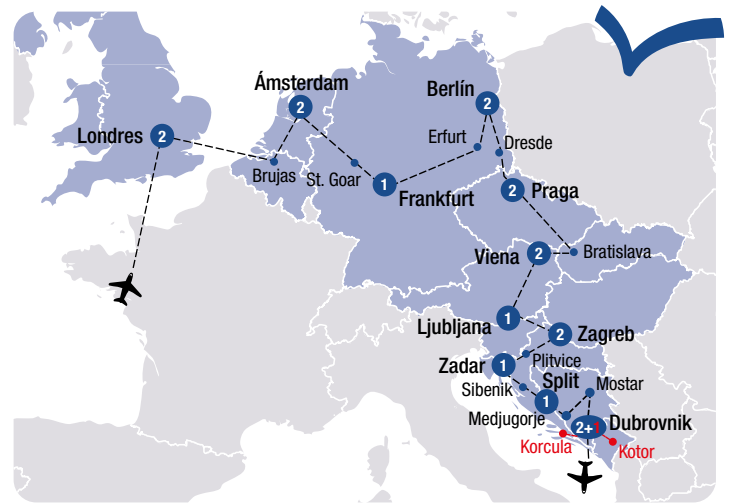 Ámsterdam
2
Berlín
2
Londres
2
Erfurt
Dresde
Brujas
St. Goar
1
Frankfurt
2
Praga
Viena
2
Bratislava
Ljubljana
1
2
Zagreb
Zadar
1
Plitvice
Sibenik
Split
1
Mostar
Medjugorje
2+1
Dubrovnik
Korcula
Kotor